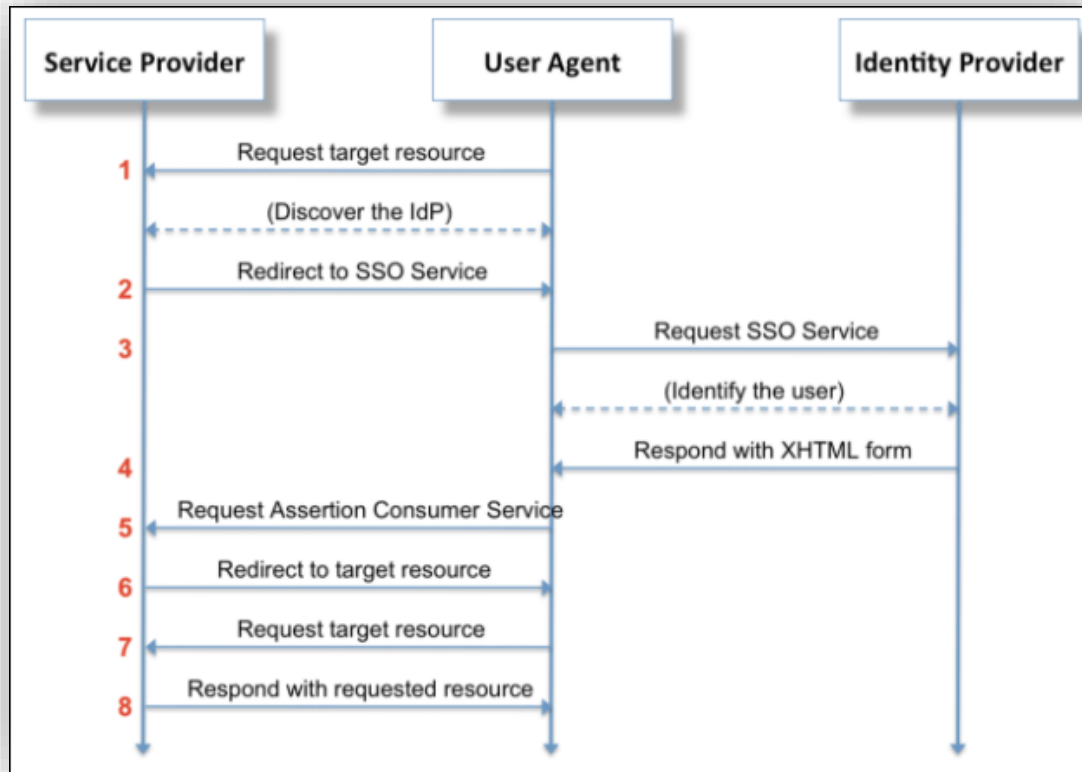 Service Provider
User Agent
Identity Provider
1
Request target resource
(Discover the IdP)
2
Redirect to SSO Service
3
Request SSO Service
(Identify the user)
4
Respond with XHTML form
5
Request Assertion Consumer Service
6
Redirect to target resource
7
Request target resource
8
Respond with requested resource